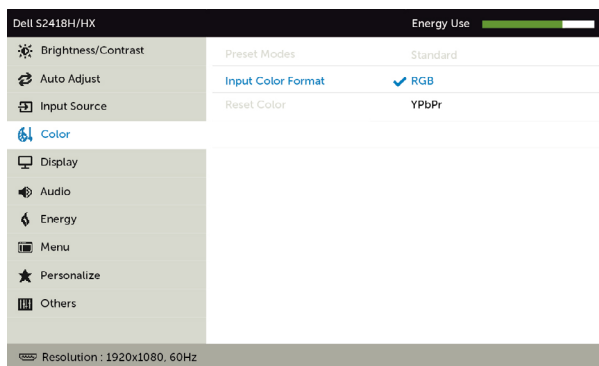 Dell S2418H/HX Energy Use
Brightness/Contrast Preset Modes Standard
Auto Adjust Input Color Format RGB
Input Source Reset Color YPbPr
Color
Display
Audio
Energy
Menu
Personalize
Others
Resolution : 1920x1080, 60Hz